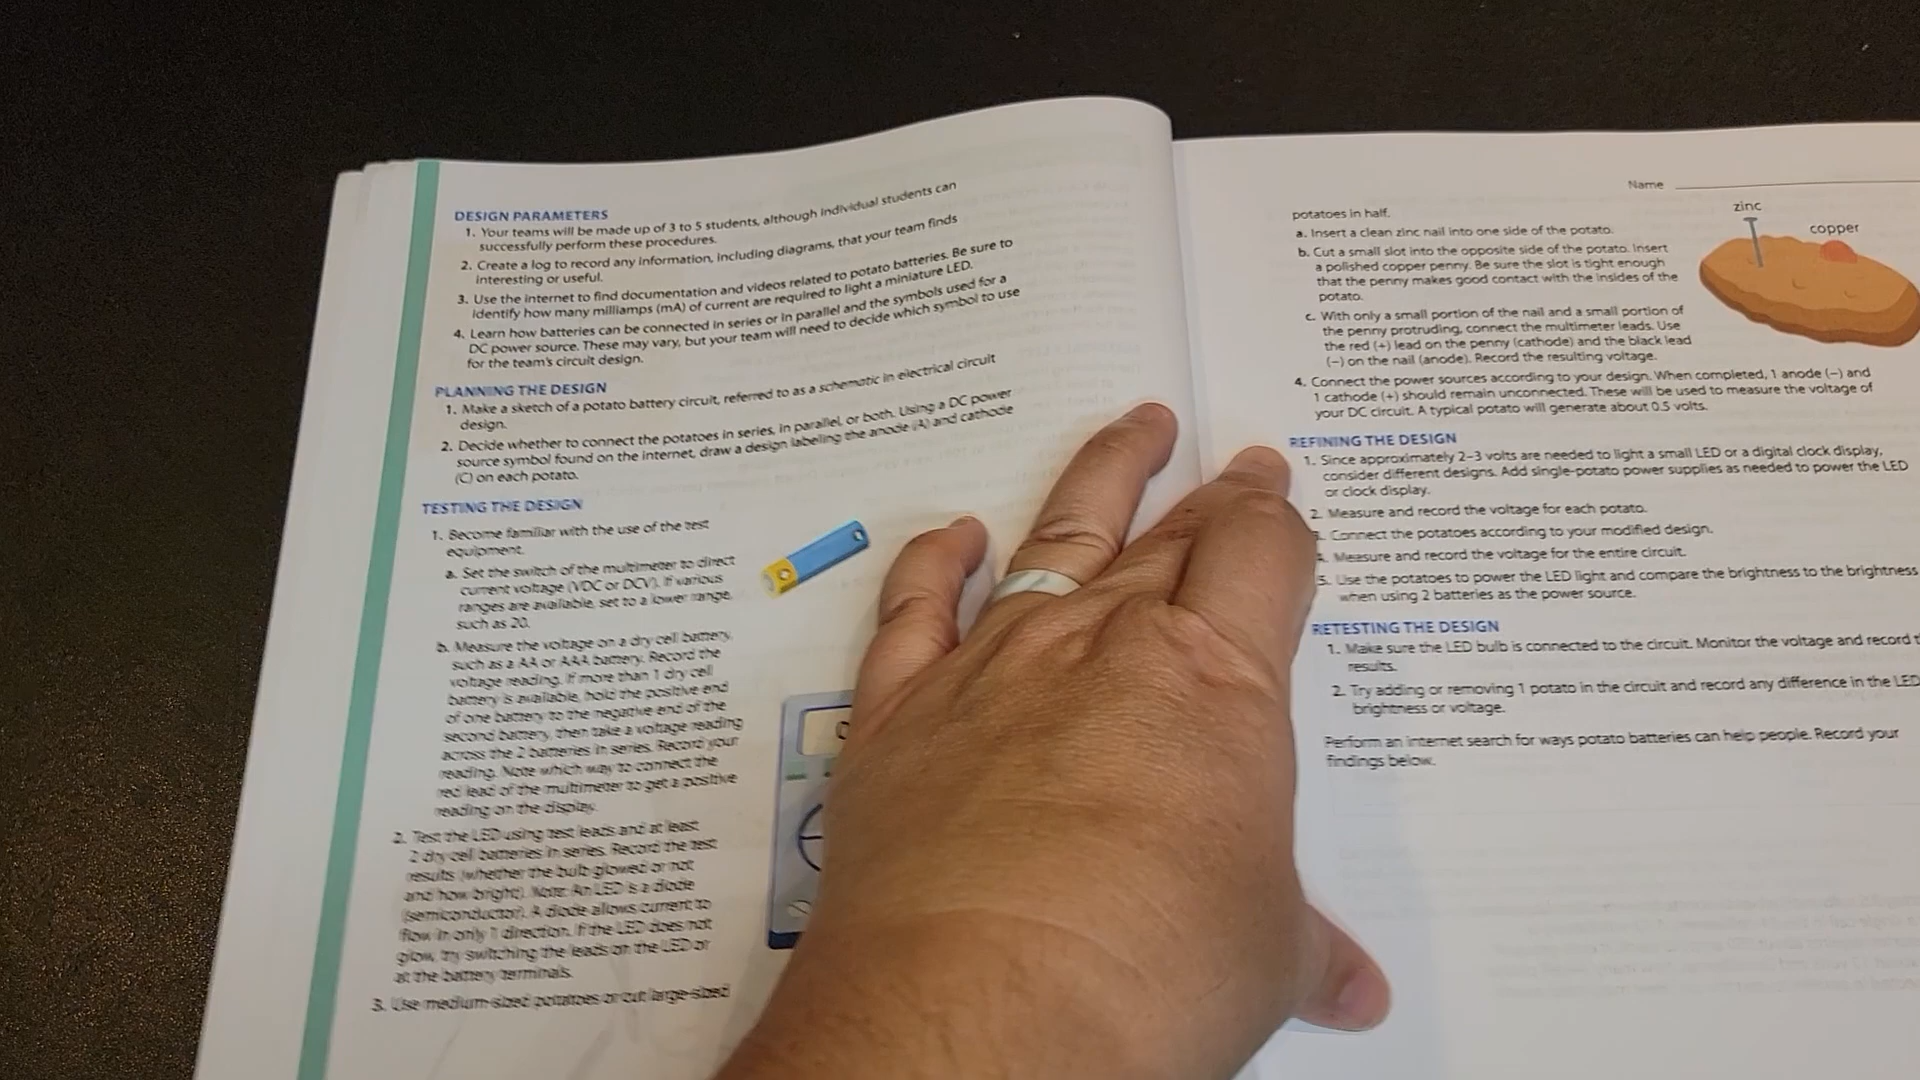 DESIGN PARAMETERS
1. Your teams will be made up of 3 to 5 students, although individual students can
successfully perform these procedures.
2. Create a log to record any information, including diagrams, that your team finds
interesting or useful.
3. Use the internet to find documentation and videos related to potato batteries. Be sure to
identify how many milliamps (mA) of current are required to light a miniature LED.
4. Learn how batteries can be connected in series or in parallel and the symbols used for a
DC power source. These may vary, but your team will need to decide which symbol to use
for the team's circuit design.
PLANNING THE DESIGN
1. Make a sketch of a potato battery circuit, referred to as a schematic in electrical circuit
design.
2. Decide whether to connect the potatoes in series, in parallel, or both. Using a DC power
source symbol found on the internet, draw a design labeling the anode (A) and cathode
(C) on each potato.
TESTING THE DESIGN
1. Become familiar with the use of the test
equipment.
a. Set the switch of the multimeter to direct
current voltage (VDC or DCV). If various
ranges are available, set to a lower range,
such as 20.
b. Measure the voltage on a dry cell battery,
such as a AA or AAA battery. Record the
voltage reading. If more than 1 dry cell
battery is available, hold the positive end
of one battery to the negative end of the
second battery, then take a voltage reading
across the 2 batteries in series. Record your
reading. Note which way to connect the
red lead of the multimeter to get a positive
reading on the display.
2. Test the LED using test leads and at least
2 dry cell batteries in series. Record the test
results (whether the bulb glowed or not
and how bright). Note: An LED is a diode
(semiconductor). A diode allows current to
flow in only 1 direction. If the LED does not
glow, try switching the leads on the LED or
at the battery terminals.
3. Use medium-sized potatoes or cut large-sized
Name
potatoes in half.
a. Insert a clean zinc nail into one side of the potato.
b. Cut a small slot into the opposite side of the potato. Insert
a polished copper penny. Be sure the slot is tight enough
that the penny makes good contact with the insides of the
potato.
c. With only a small portion of the nail and a small portion of
the penny protruding, connect the multimeter leads. Use
the red (+) lead on the penny (cathode) and the black lead
(−) on the nail (anode). Record the resulting voltage.
zinc
copper
4. Connect the power sources according to your design. When completed, 1 anode (−) and
1 cathode (+) should remain unconnected. These will be used to measure the voltage of
your DC circuit. A typical potato will generate about 0.5 volts.
REFINING THE DESIGN
1. Since approximately 2–3 volts are needed to light a small LED or a digital clock display,
consider different designs. Add single-potato power supplies as needed to power the LED
or clock display.
2. Measure and record the voltage for each potato.
3. Connect the potatoes according to your modified design.
4. Measure and record the voltage for the entire circuit.
5. Use the potatoes to power the LED light and compare the brightness to the brightness
when using 2 batteries as the power source.
RETESTING THE DESIGN
1. Make sure the LED bulb is connected to the circuit. Monitor the voltage and record
results.
2. Try adding or removing 1 potato in the circuit and record any difference in the LED
brightness or voltage.
Perform an internet search for ways potato batteries can help people. Record your
findings below.